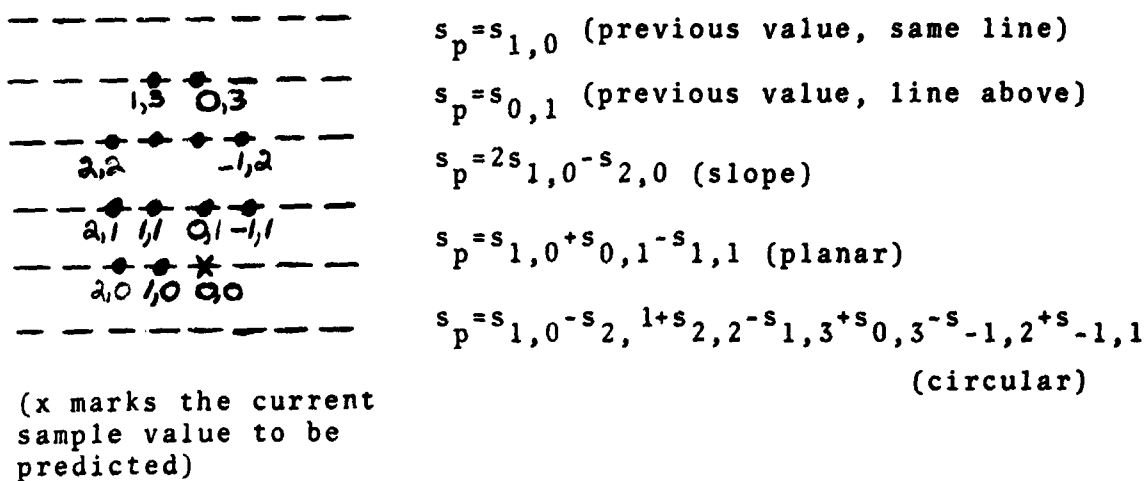 1,3 0,3
2,2 -1,2
2,1 1,1 0,1 -1,1
2,0 1,0 0,0
(x marks the current
sample value to be
predicted)
s_p=s_1,0 (previous value, same line)
s_p=s_0,1 (previous value, line above)
s_p=2s_1,0-s_2,0 (slope)
s_p=s_1,0+s_0,1-s_1,1 (planar)
s_p=s_1,0-s_2,1+s_2,2-s_1,3+s_0,3-s_-1,2+s_-1,1
(circular)